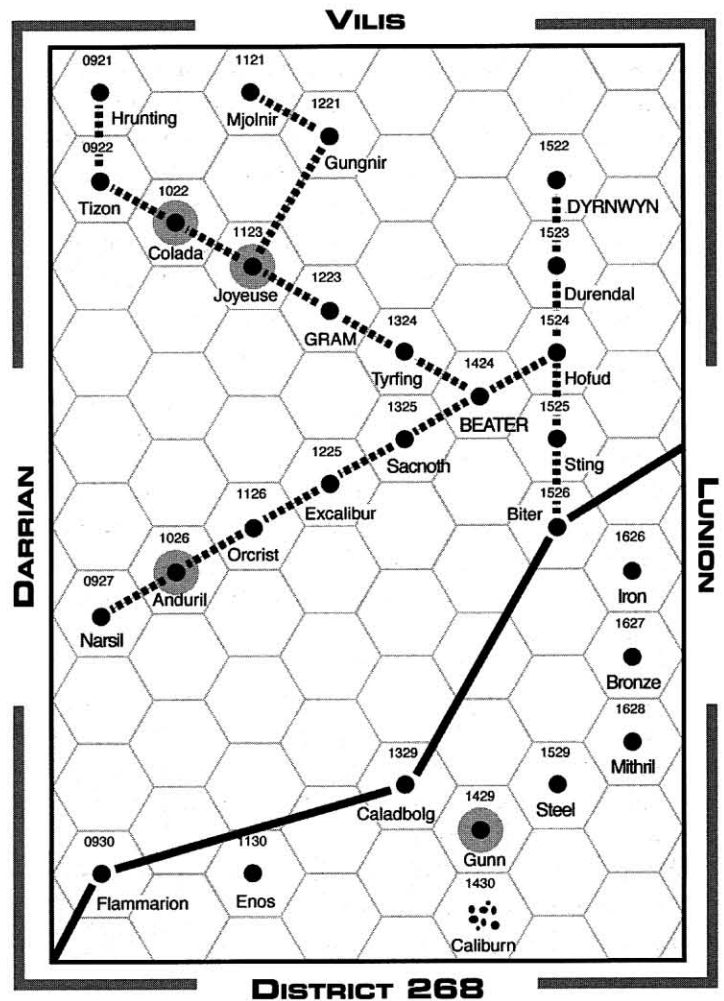 VILIS
0921
1121
Hrunting
Mjolnir
1221
Gungnir
0922
Tizon
1022
Colada
1522
DYRNWYN
1123
Joyeuse
1523
Durendal
1223
GRAM
1324
Tyrfing
1524
Hofud
1424
BEATER
1325
Sacnoth
1525
Sting
1225
Excalibur
1126
Orcrist
1526
Biter
1026
Anduril
0927
Narsil
1626
Iron
1627
Bronze
1628
Mithril
1329
Caladbolg
1529
Steel
1429
Gunn
0930
Flammarion
1130
Enos
1430
Caliburn
DARRIAN
LUNION
DISTRICT 268